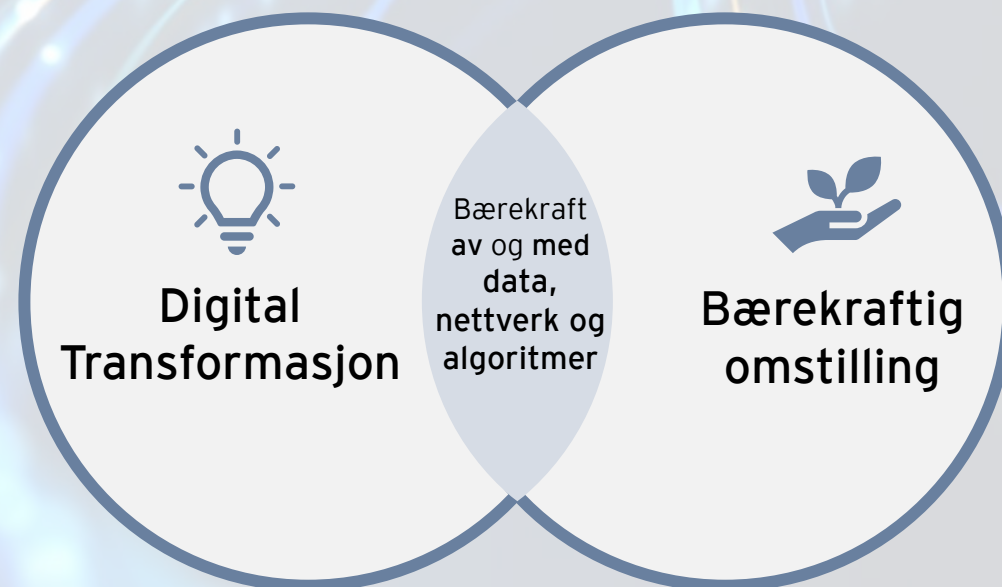 Digital
Transformasjon
Bærekraft
av og med
data,
nettverk og
algoritmer
Bærekraftig
omstilling